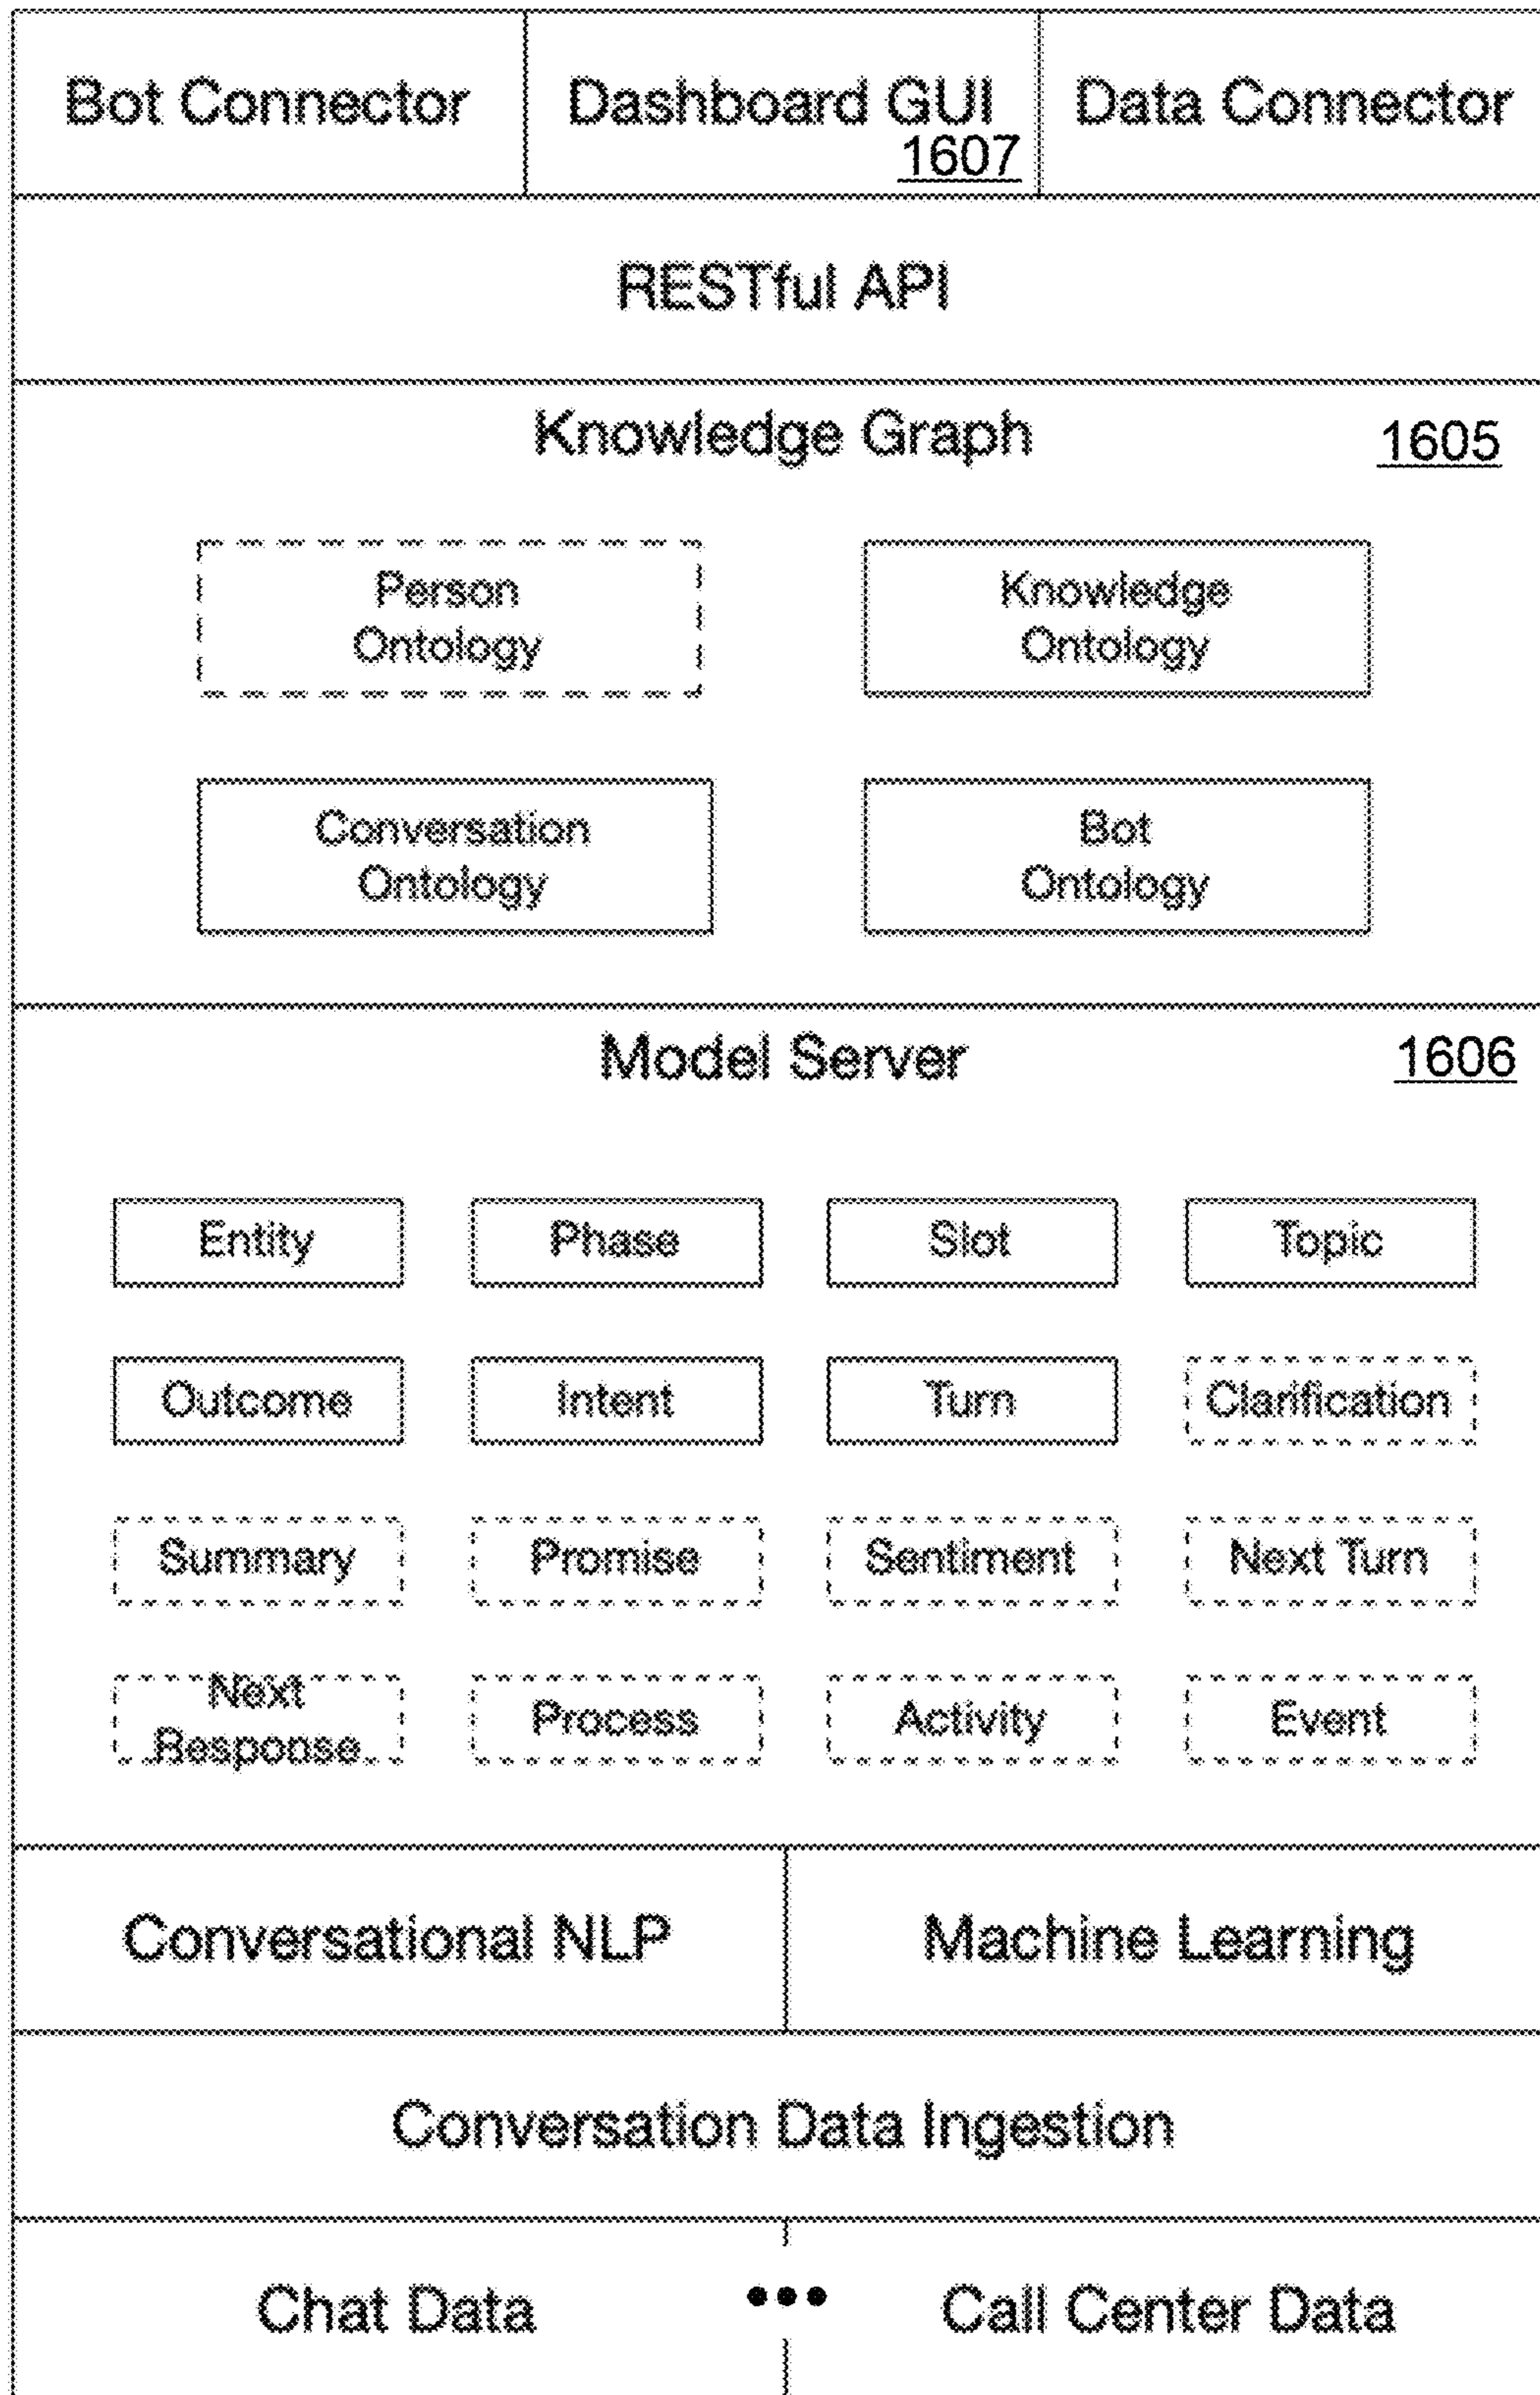 Bot Connector
Dashboard GUI
1607
Data Connector
RESTful API
Knowledge Graph
1605
Person
Ontology
Knowledge
Ontology
Conversation
Ontology
Bot
Ontology
Model Server
1606
Entity
Phase
Slot
Topic
Outcome
Intent
Turn
Clarification
Summary
Promise
Sentiment
Next Turn
Next
Response
Process
Activity
Event
Conversational NLP
Machine Learning
Conversation Data Ingestion
Chat Data
•••
Call Center Data